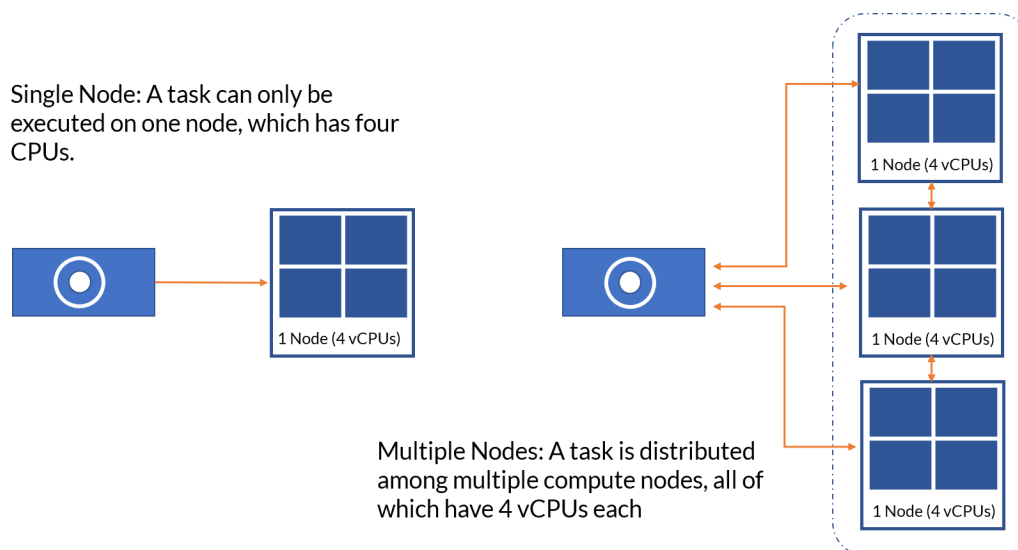 Single Node: A task can only be
executed on one node, which has four
CPUs.
1 Node (4 vCPUs)
1 Node (4 vCPUs)
1 Node (4 vCPUs)
1 Node (4 vCPUs)
Multiple Nodes: A task is distributed
among multiple compute nodes, all of
which have 4 vCPUs each